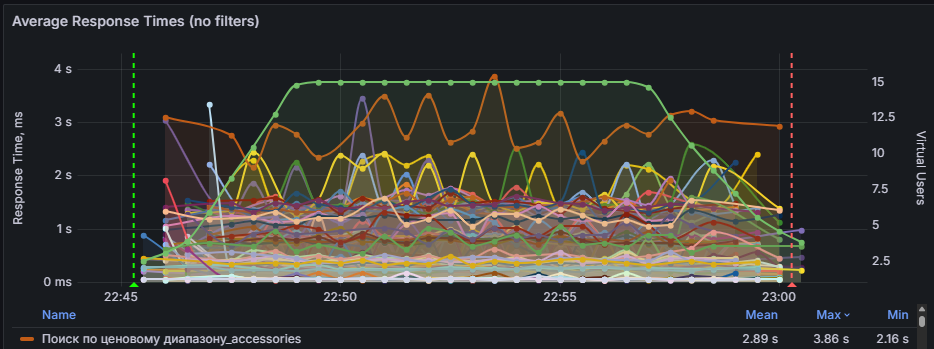 Average Response Times (no filters)
Response Time, ms
4 s
3 s
2 s
1 s
0 ms
15
12.5
10
7.5
5
2.5
Virtual Users
22:45
22:50
22:55
23:00
Name Mean Max Min
Поиск по ценовому диапазону_accessories 2.89 s 3.86 s 2.16 s